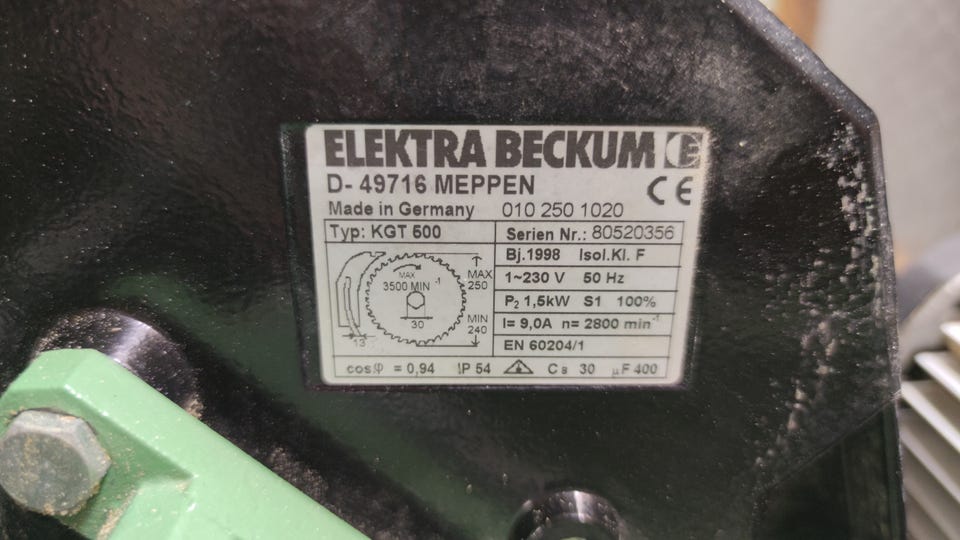 ELEKTRA BECKUM E
D- 49716 MEPPEN CE
Made in Germany 010 250 1020
Typ: KGT 500 Serien Nr.: 80520356
Bj.1998 Isol.Kl. F
1~230 V 50 Hz
P₂ 1,5kW S1 100%
I= 9,0A n= 2800 min⁻¹
EN 60204/1
MAX
3500 MIN⁻¹
30
13
MAX
250
MIN
240
cosφ = 0,94 IP 54 C B 30 µF 400